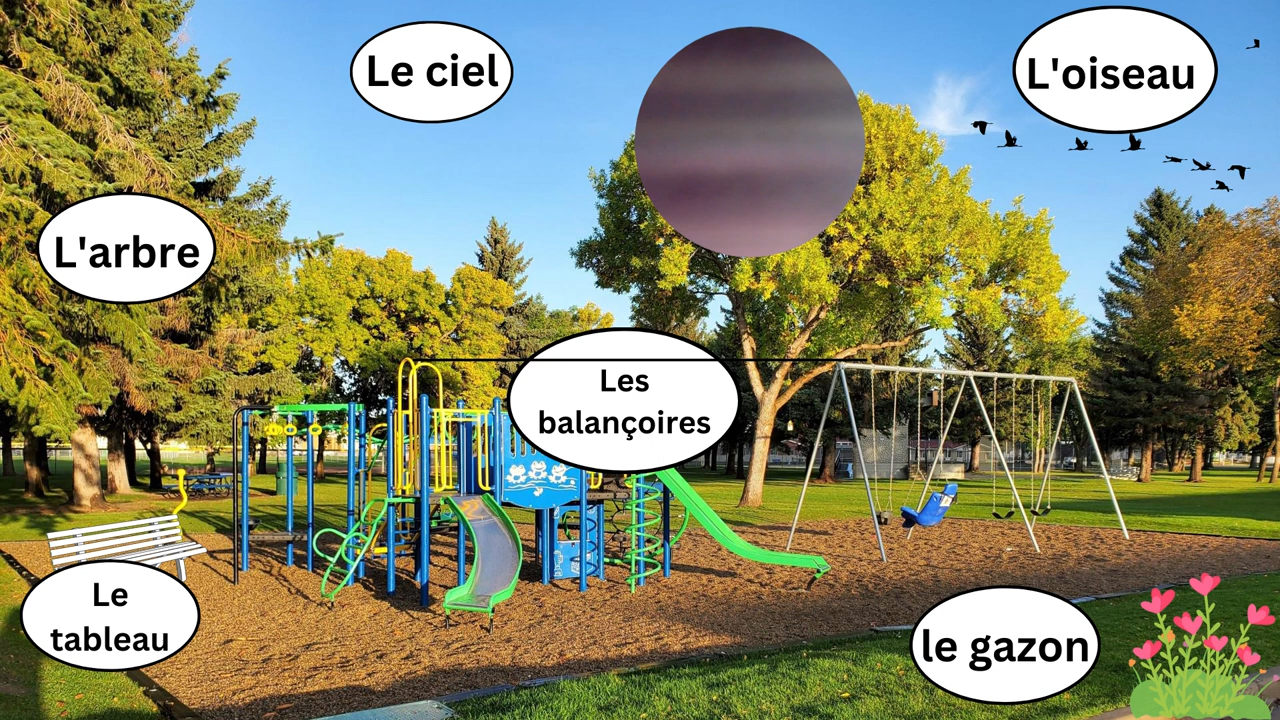 Le ciel
L'oiseau
L'arbre
Les
balançoires
Le
tableau
le gazon